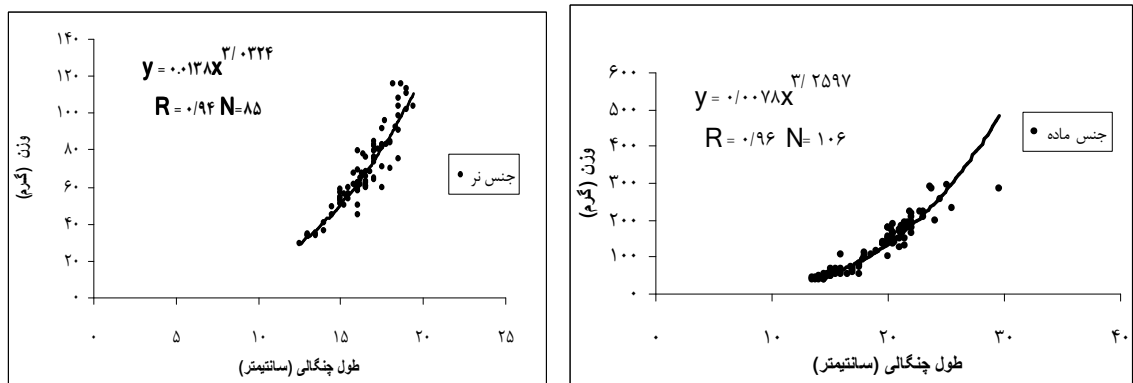 y = ۰.۰۱۳۸x^۳/۰۳۲۴
R = ۰/۹۴ N=۸۵
۱۴۰
۱۲۰
۱۰۰
۸۰
۶۰
۴۰
۲۰
۰
وزن (گرم)
جنس نر
۰ ۵ ۱۰ ۱۵ ۲۰ ۲۵
طول چنگالی (سانتیمتر)
y = ۰/۰۰۷۸x^۳/۲۵۹۷
R = ۰/۹۶ N= ۱۰۶
۶۰۰
۵۰۰
۴۰۰
۳۰۰
۲۰۰
۱۰۰
۰
وزن (گرم)
جنس ماده
۰ ۱۰ ۲۰ ۳۰ ۴۰
طول چنگالی (سانتیمتر)